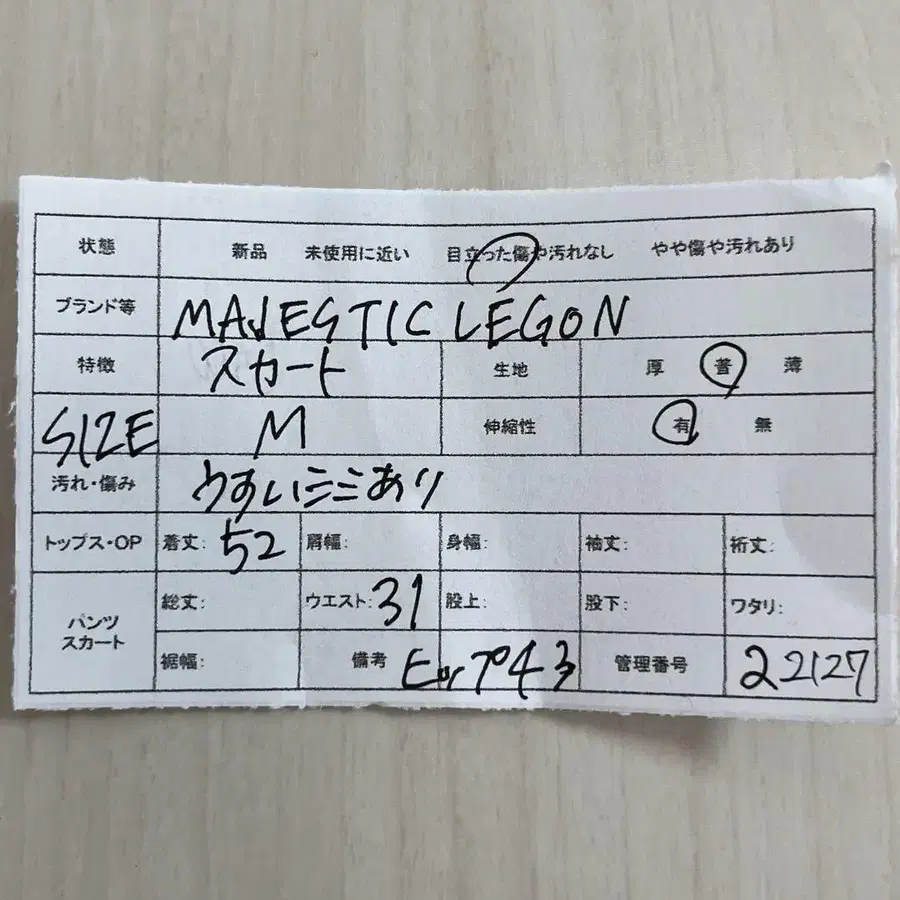 状態 新品 未使用に近い 目立った傷や汚れなし やや傷や汚れあり
ブランド等 MAJESTIC LEGON
特徴 スカート 生地 厚 普 薄
SIZE M 伸縮性 有 無
汚れ・傷み うすいシミあり
トップス・OP 着丈: 52 肩幅: 身幅: 袖丈: 裄丈:
パンツ スカート 総丈: ウエスト: 31 股上: 股下: ワタリ:
裾幅: 備考 ヒップ43 管理番号 22127